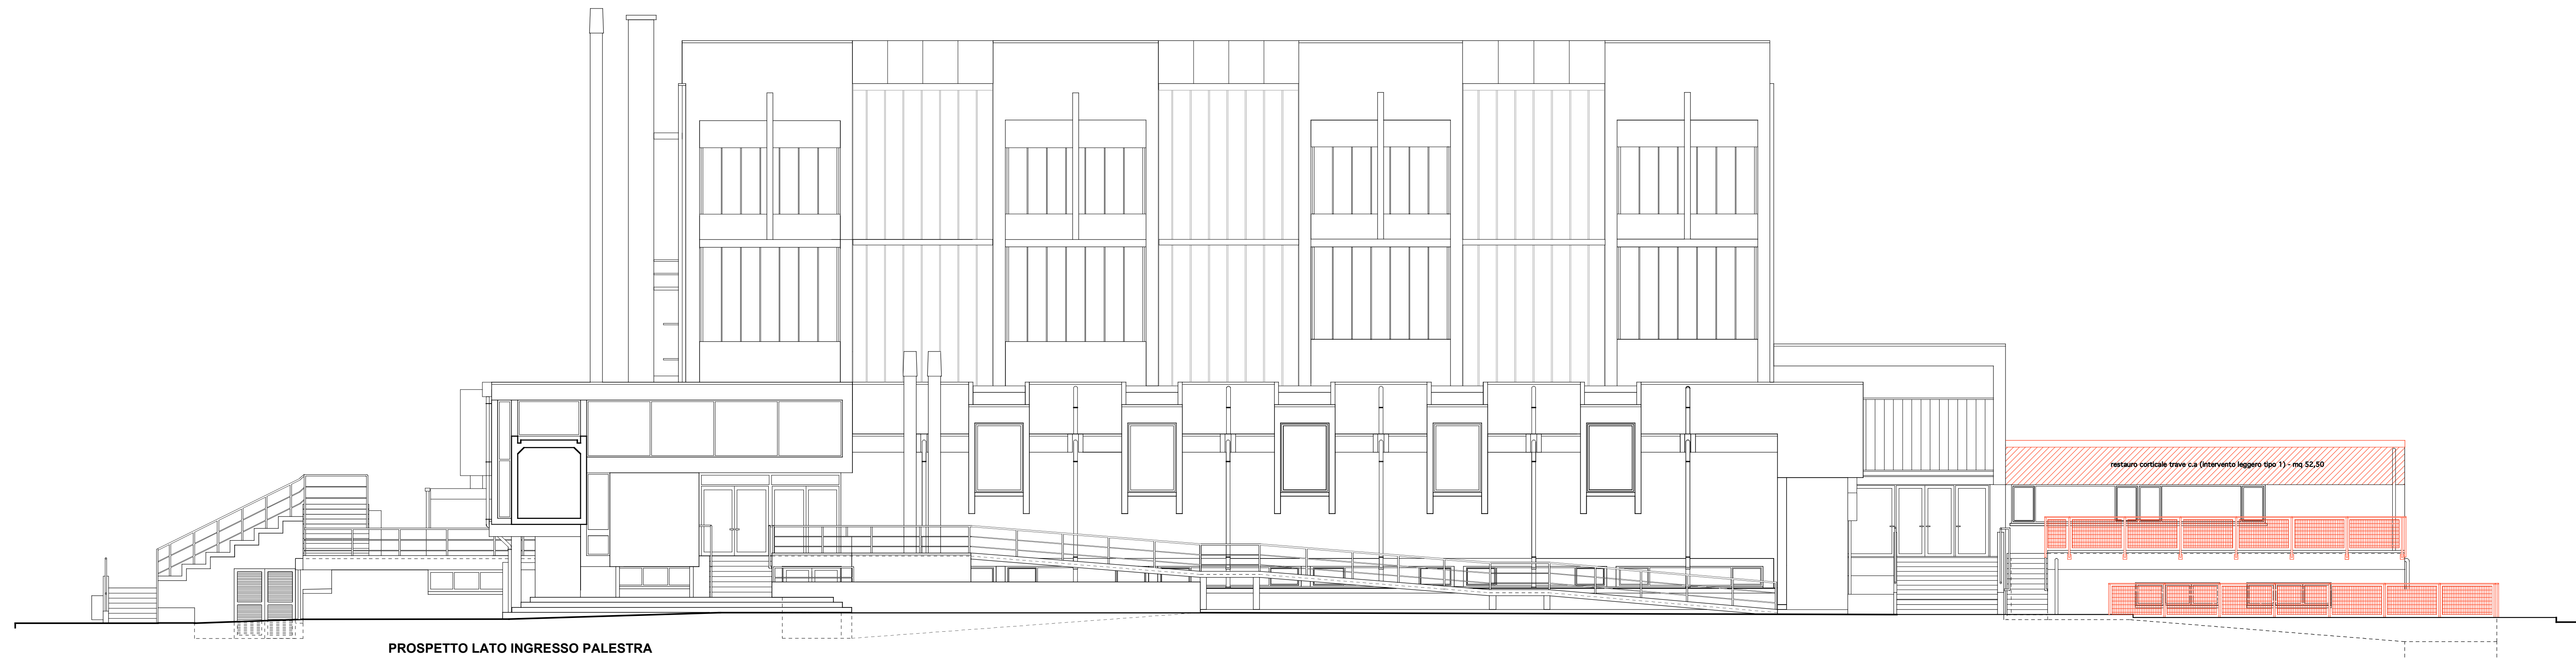 restauro corticale trave c.a (intervento leggero tipo 1) - mq 52,50
PROSPETTO LATO INGRESSO PALESTRA